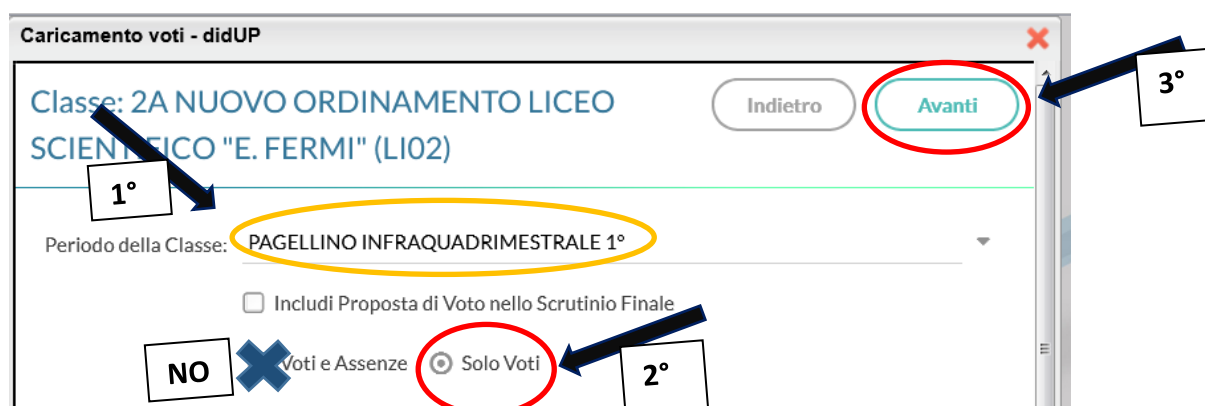 Caricamento voti - didUP
Classe: 2A NUOVO ORDINAMENTO LICEO
SCIENTIFICO "E. FERMI" (LI02)
Indietro
Avanti
3°
1°
Periodo della Classe:
PAGELLINO INFRAQUADRIMESTRALE 1°
Includi Proposta di Voto nello Scrutinio Finale
NO
Voti e Assenze
Solo Voti
2°